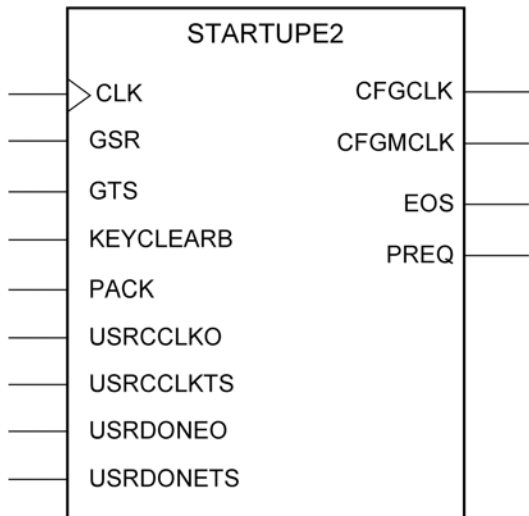 STARTUPE2
CLK
GSR
GTS
KEYCLEARB
PACK
USRCCLKO
USRCCLKTS
USRDONEO
USRDONETS
CFGCLK
CFGMCLK
EOS
PREQ